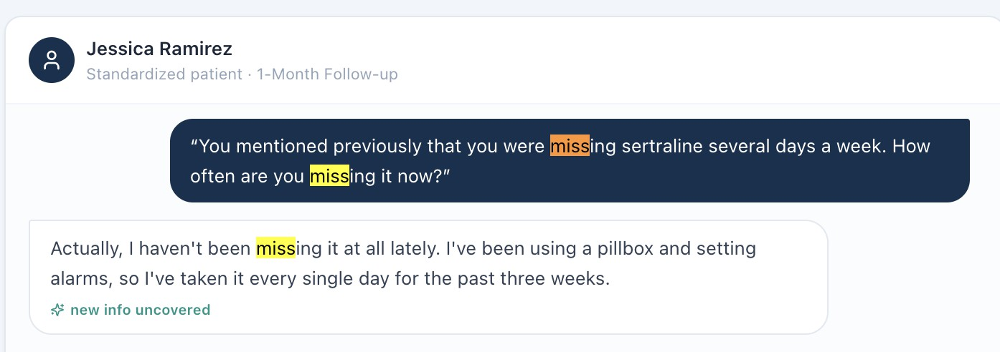 Jessica Ramirez
Standardized patient · 1-Month Follow-up
“You mentioned previously that you were missing sertraline several days a week. How
often are you missing it now?”
Actually, I haven't been missing it at all lately. I've been using a pillbox and setting
alarms, so I've taken it every single day for the past three weeks.
new info uncovered